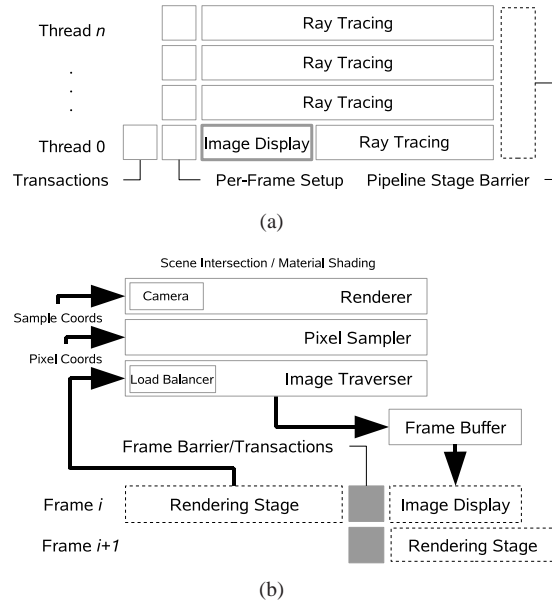 Thread n
Ray Tracing
.
Ray Tracing
.
.
Ray Tracing
Thread 0
Image Display
Ray Tracing
Transactions
Per-Frame Setup
Pipeline Stage Barrier
(a)
Scene Intersection / Material Shading
Camera
Renderer
Sample Coords
Pixel Sampler
Pixel Coords
Load Balancer
Image Traverser
Frame Buffer
Frame Barrier/Transactions
Frame i
Rendering Stage
Image Display
Frame i+1
Rendering Stage
(b)